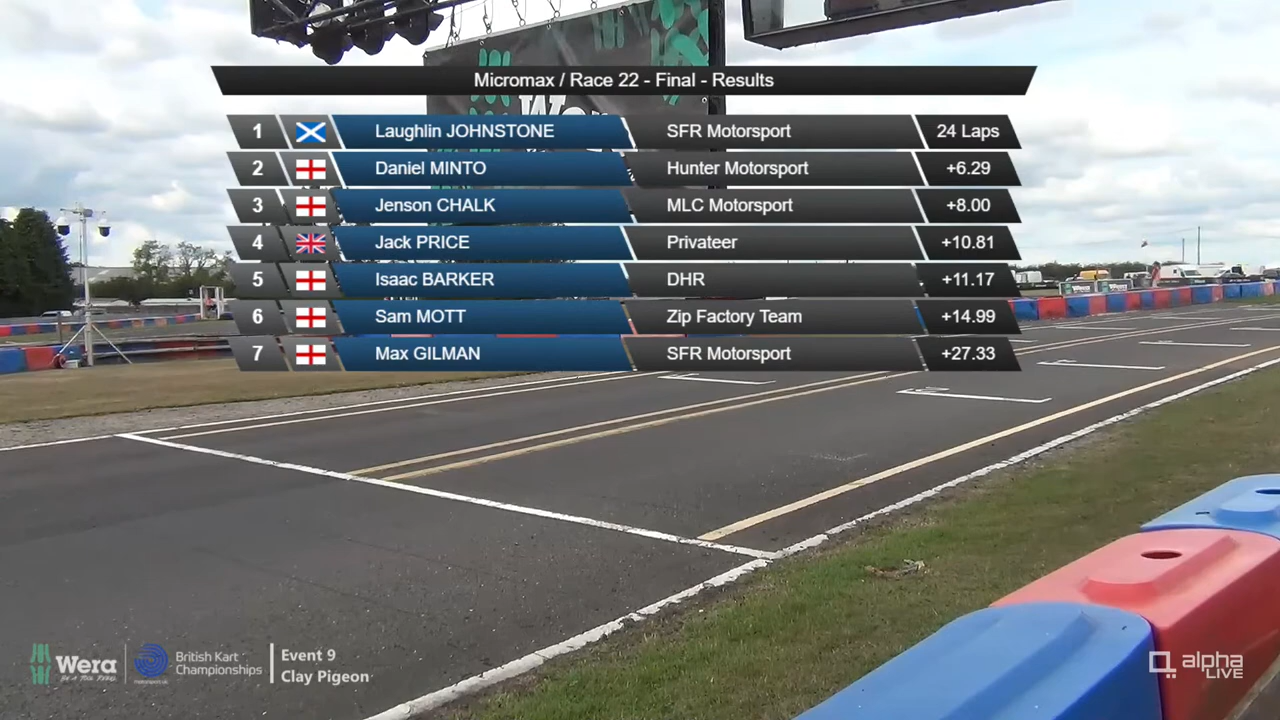 Micromax / Race 22 - Final - Results
1 Laughlin JOHNSTONE SFR Motorsport 24 Laps
2 Daniel MINTO Hunter Motorsport +6.29
3 Jenson CHALK MLC Motorsport +8.00
4 Jack PRICE Privateer +10.81
5 Isaac BARKER DHR +11.17
6 Sam MOTT Zip Factory Team +14.99
7 Max GILMAN SFR Motorsport +27.33
Wera
British Kart
Championships
Event 9
Clay Pigeon
alpha
LIVE